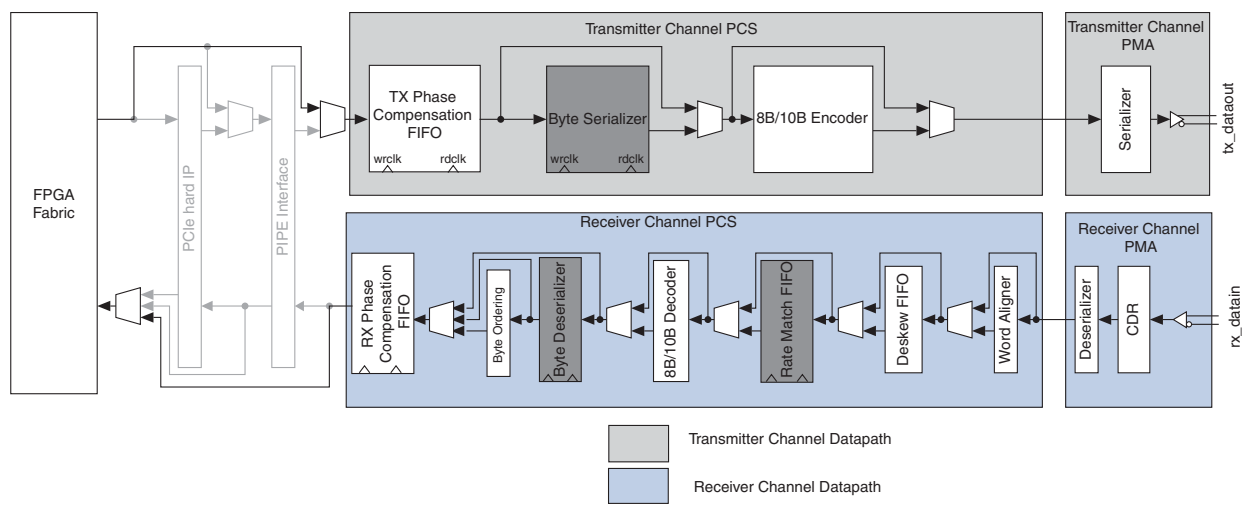 FPGA
Fabric
PCIe hard IP
PIPE Interface
Transmitter Channel PCS
TX Phase
Compensation
FIFO
wrclk
rdclk
Byte Serializer
wrclk
rdclk
8B/10B Encoder
Transmitter Channel
PMA
Serializer
tx_dataout
Receiver Channel PCS
RX Phase
Compensation
FIFO
Byte Ordering
Byte Deserializer
8B/10B Decoder
Rate Match FIFO
Deskew FIFO
Word Aligner
Receiver Channel
PMA
Deserializer
CDR
rx_datain
Transmitter Channel Datapath
Receiver Channel Datapath